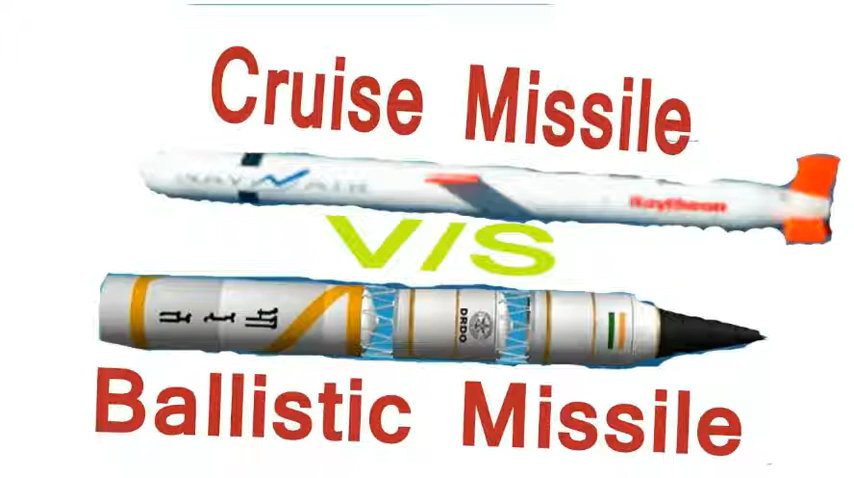 Cruise Missile
Raytheon
V/S
DRDO
Ballistic Missile